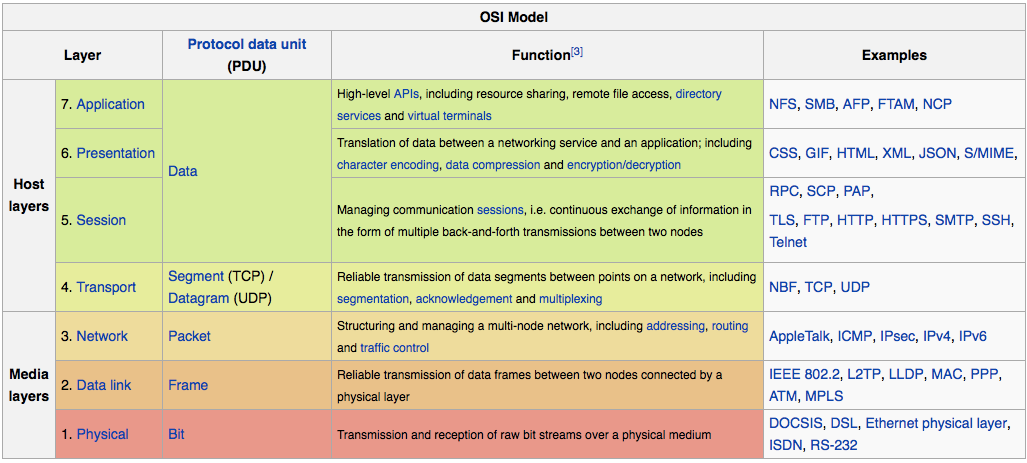 OSI Model
Layer
Protocol data unit
(PDU)
Function[3]
Examples
Host
layers
7. Application
Data
High-level APIs, including resource sharing, remote file access, directory
services and virtual terminals
NFS, SMB, AFP, FTAM, NCP
6. Presentation
Translation of data between a networking service and an application; including
character encoding, data compression and encryption/decryption
CSS, GIF, HTML, XML, JSON, S/MIME,
5. Session
Managing communication sessions, i.e. continuous exchange of information in
the form of multiple back-and-forth transmissions between two nodes
RPC, SCP, PAP,
TLS, FTP, HTTP, HTTPS, SMTP, SSH,
Telnet
4. Transport
Segment (TCP) /
Datagram (UDP)
Reliable transmission of data segments between points on a network, including
segmentation, acknowledgement and multiplexing
NBF, TCP, UDP
Media
layers
3. Network
Packet
Structuring and managing a multi-node network, including addressing, routing
and traffic control
AppleTalk, ICMP, IPsec, IPv4, IPv6
2. Data link
Frame
Reliable transmission of data frames between two nodes connected by a
physical layer
IEEE 802.2, L2TP, LLDP, MAC, PPP,
ATM, MPLS
1. Physical
Bit
Transmission and reception of raw bit streams over a physical medium
DOCSIS, DSL, Ethernet physical layer,
ISDN, RS-232